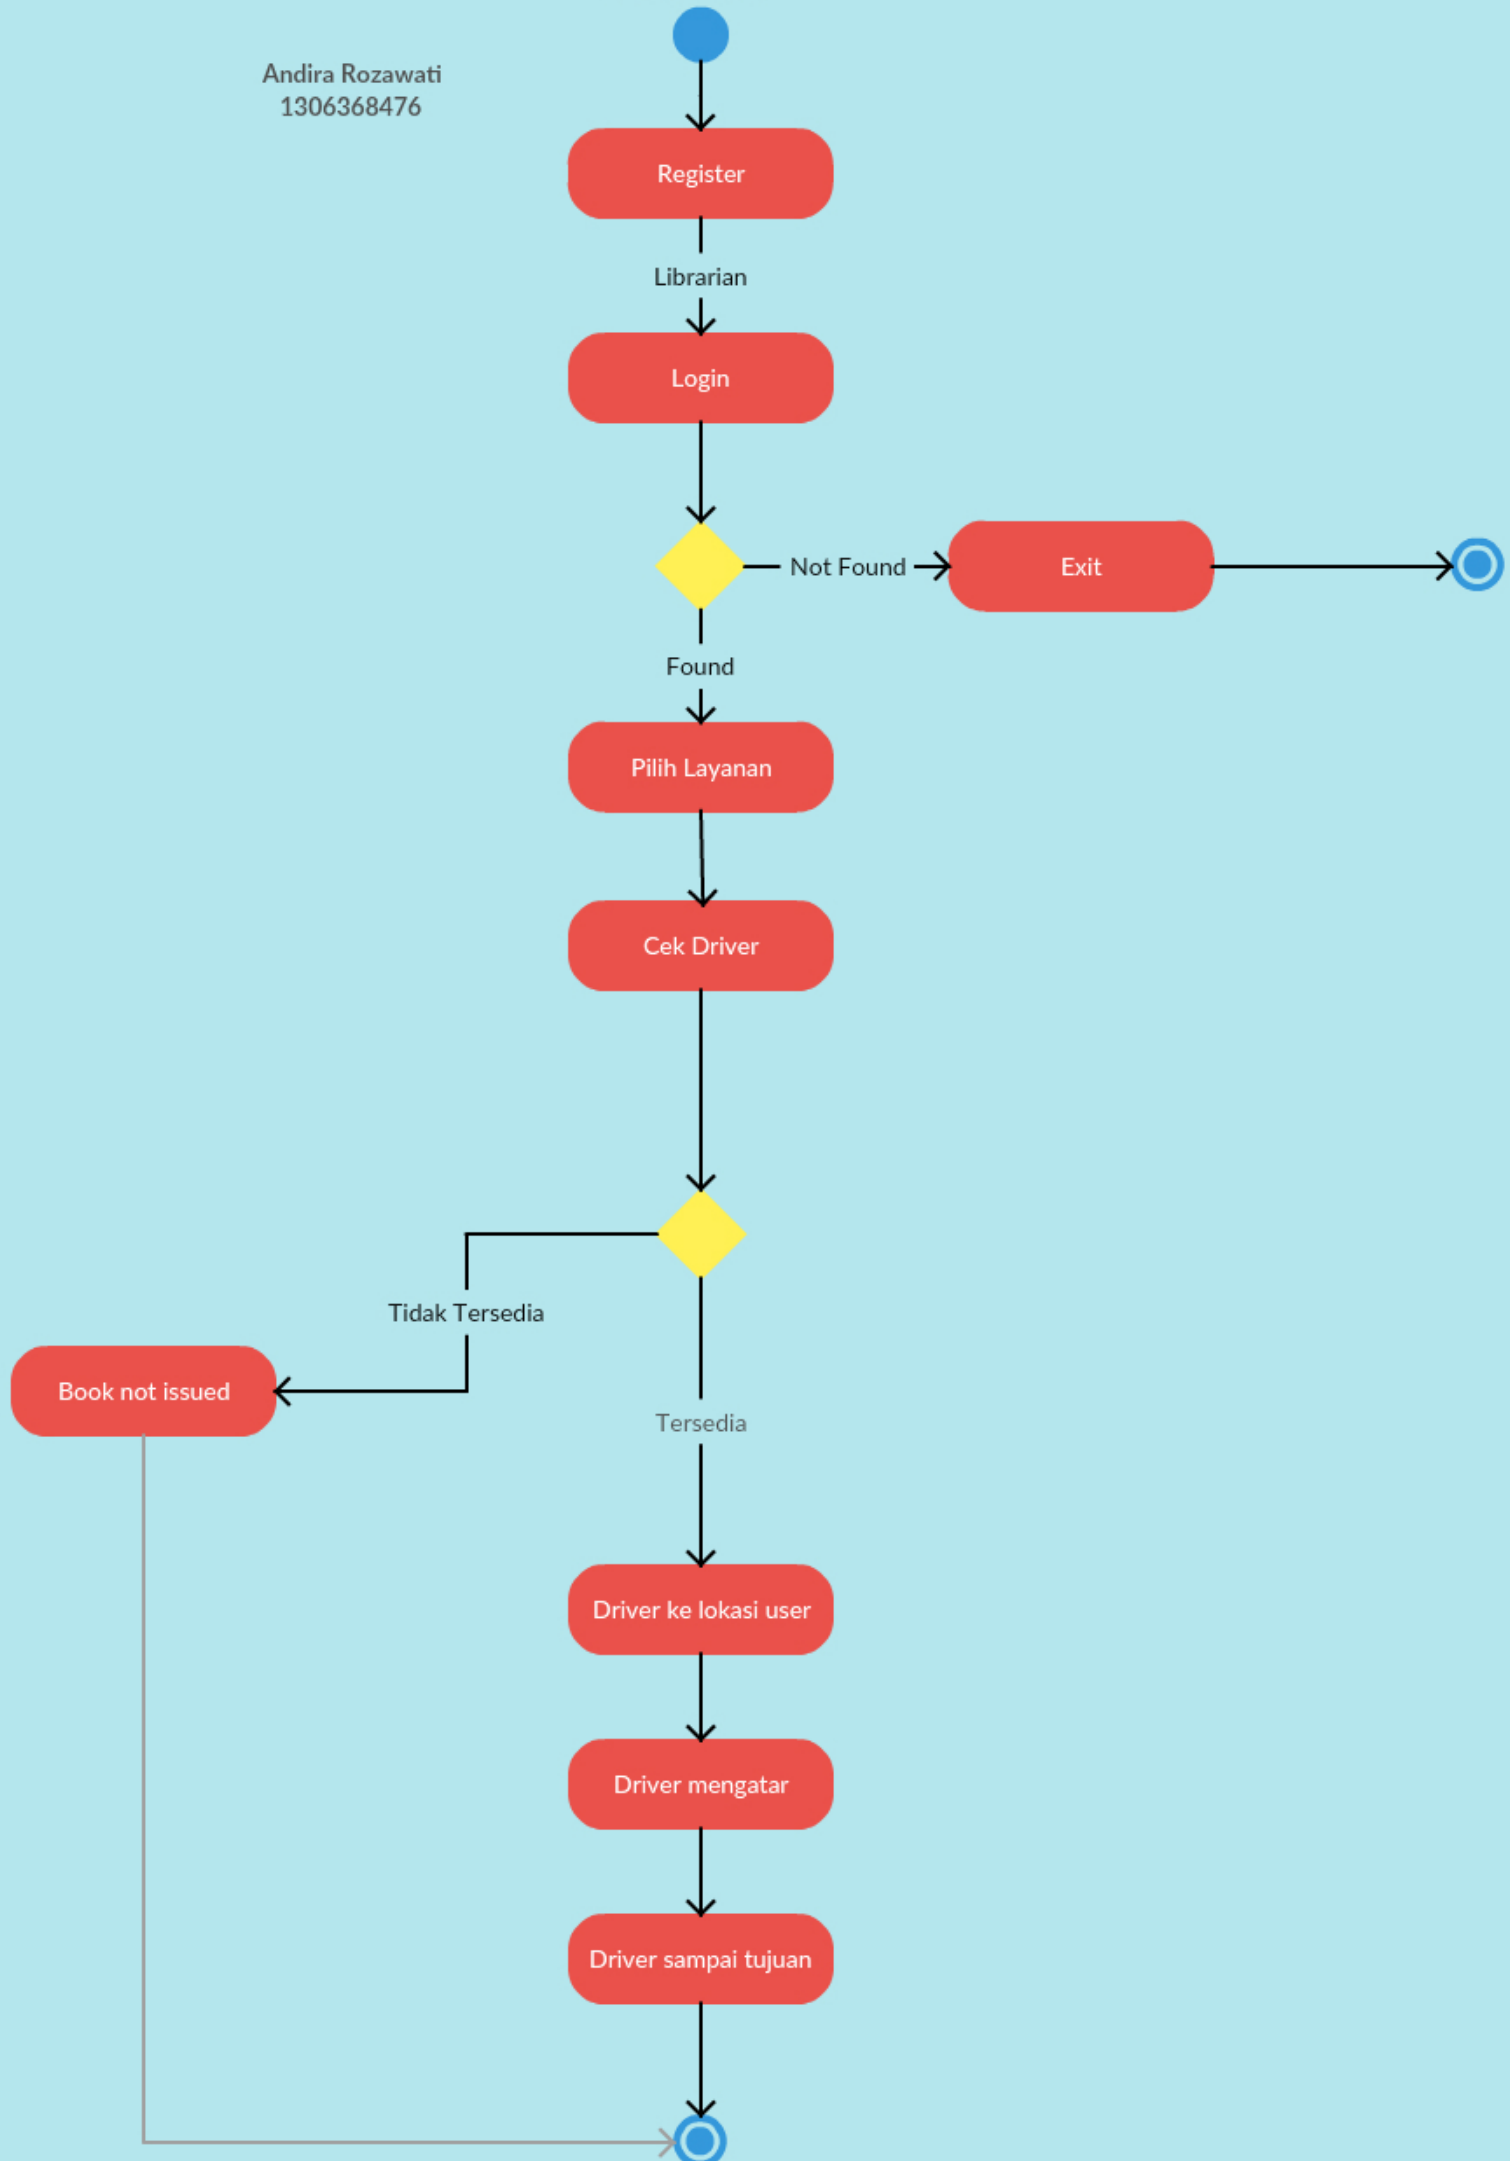 Andira Rozawati
1306368476
Register
Librarian
Login
Not Found
Exit
Found
Pilih Layanan
Cek Driver
Tidak Tersedia
Book not issued
Tersedia
Driver ke lokasi user
Driver mengatar
Driver sampai tujuan